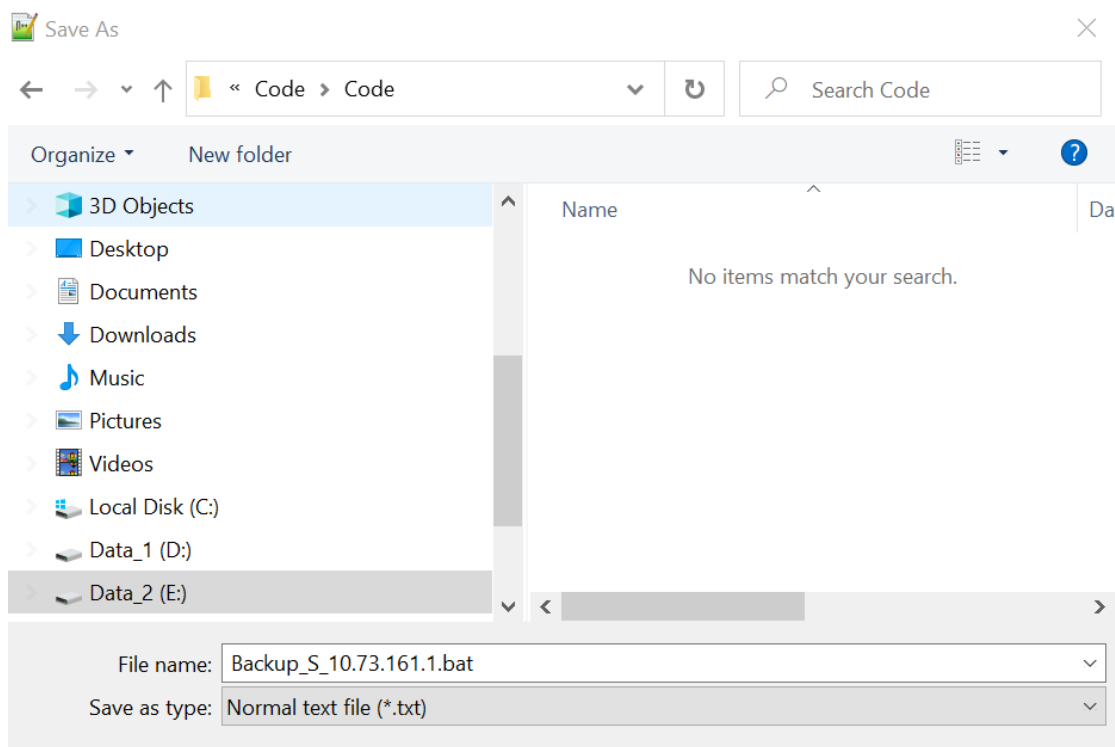 Save As
« Code > Code
Search Code
Organize
New folder
?
3D Objects
Desktop
Documents
Downloads
Music
Pictures
Videos
Local Disk (C:)
Data_1 (D:)
Data_2 (E:)
Name
Da
No items match your search.
File name: Backup_S_10.73.161.1.bat
Save as type: Normal text file (*.txt)